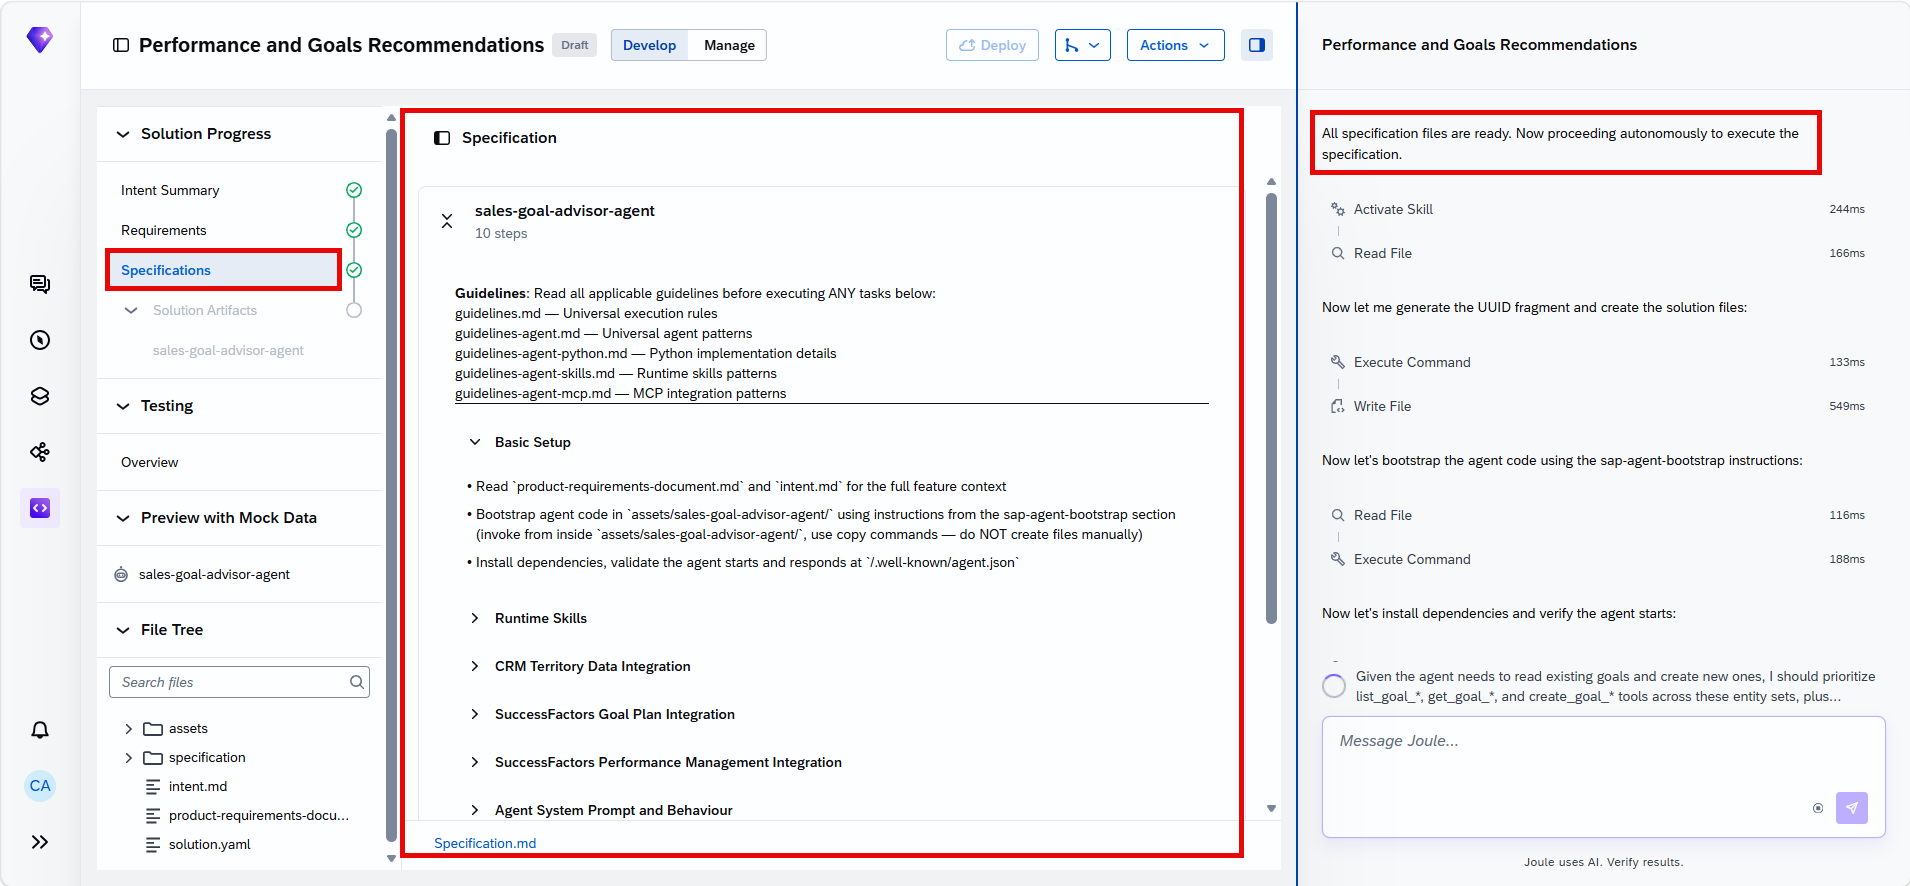 Performance and Goals Recommendations
Draft
Develop
Manage
Deploy
Actions
Performance and Goals Recommendations
Solution Progress
Intent Summary
Requirements
Specifications
Solution Artifacts
sales-goal-advisor-agent
Testing
Overview
Preview with Mock Data
sales-goal-advisor-agent
File Tree
Search files
assets
specification
intent.md
product-requirements-docu...
solution.yaml
CA
Specification
sales-goal-advisor-agent
10 steps
Guidelines: Read all applicable guidelines before executing ANY tasks below:
guidelines.md — Universal execution rules
guidelines-agent.md — Universal agent patterns
guidelines-agent-python.md — Python implementation details
guidelines-agent-skills.md — Runtime skills patterns
guidelines-agent-mcp.md — MCP integration patterns
Basic Setup
• Read `product-requirements-document.md` and `intent.md` for the full feature context
• Bootstrap agent code in `assets/sales-goal-advisor-agent/` using instructions from the sap-agent-bootstrap section
(invoke from inside `assets/sales-goal-advisor-agent/`, use copy commands — do NOT create files manually)
• Install dependencies, validate the agent starts and responds at `/.well-known/agent.json`
Runtime Skills
CRM Territory Data Integration
SuccessFactors Goal Plan Integration
SuccessFactors Performance Management Integration
Agent System Prompt and Behaviour
Specification.md
All specification files are ready. Now proceeding autonomously to execute the
specification.
Activate Skill 244ms
Read File 166ms
Now let me generate the UUID fragment and create the solution files:
Execute Command 133ms
Write File 549ms
Now let's bootstrap the agent code using the sap-agent-bootstrap instructions:
Read File 116ms
Execute Command 188ms
Now let's install dependencies and verify the agent starts:
Given the agent needs to read existing goals and create new ones, I should prioritize
list_goal_*, get_goal_*, and create_goal_* tools across these entity sets, plus...
Message Joule...
Joule uses AI. Verify results.